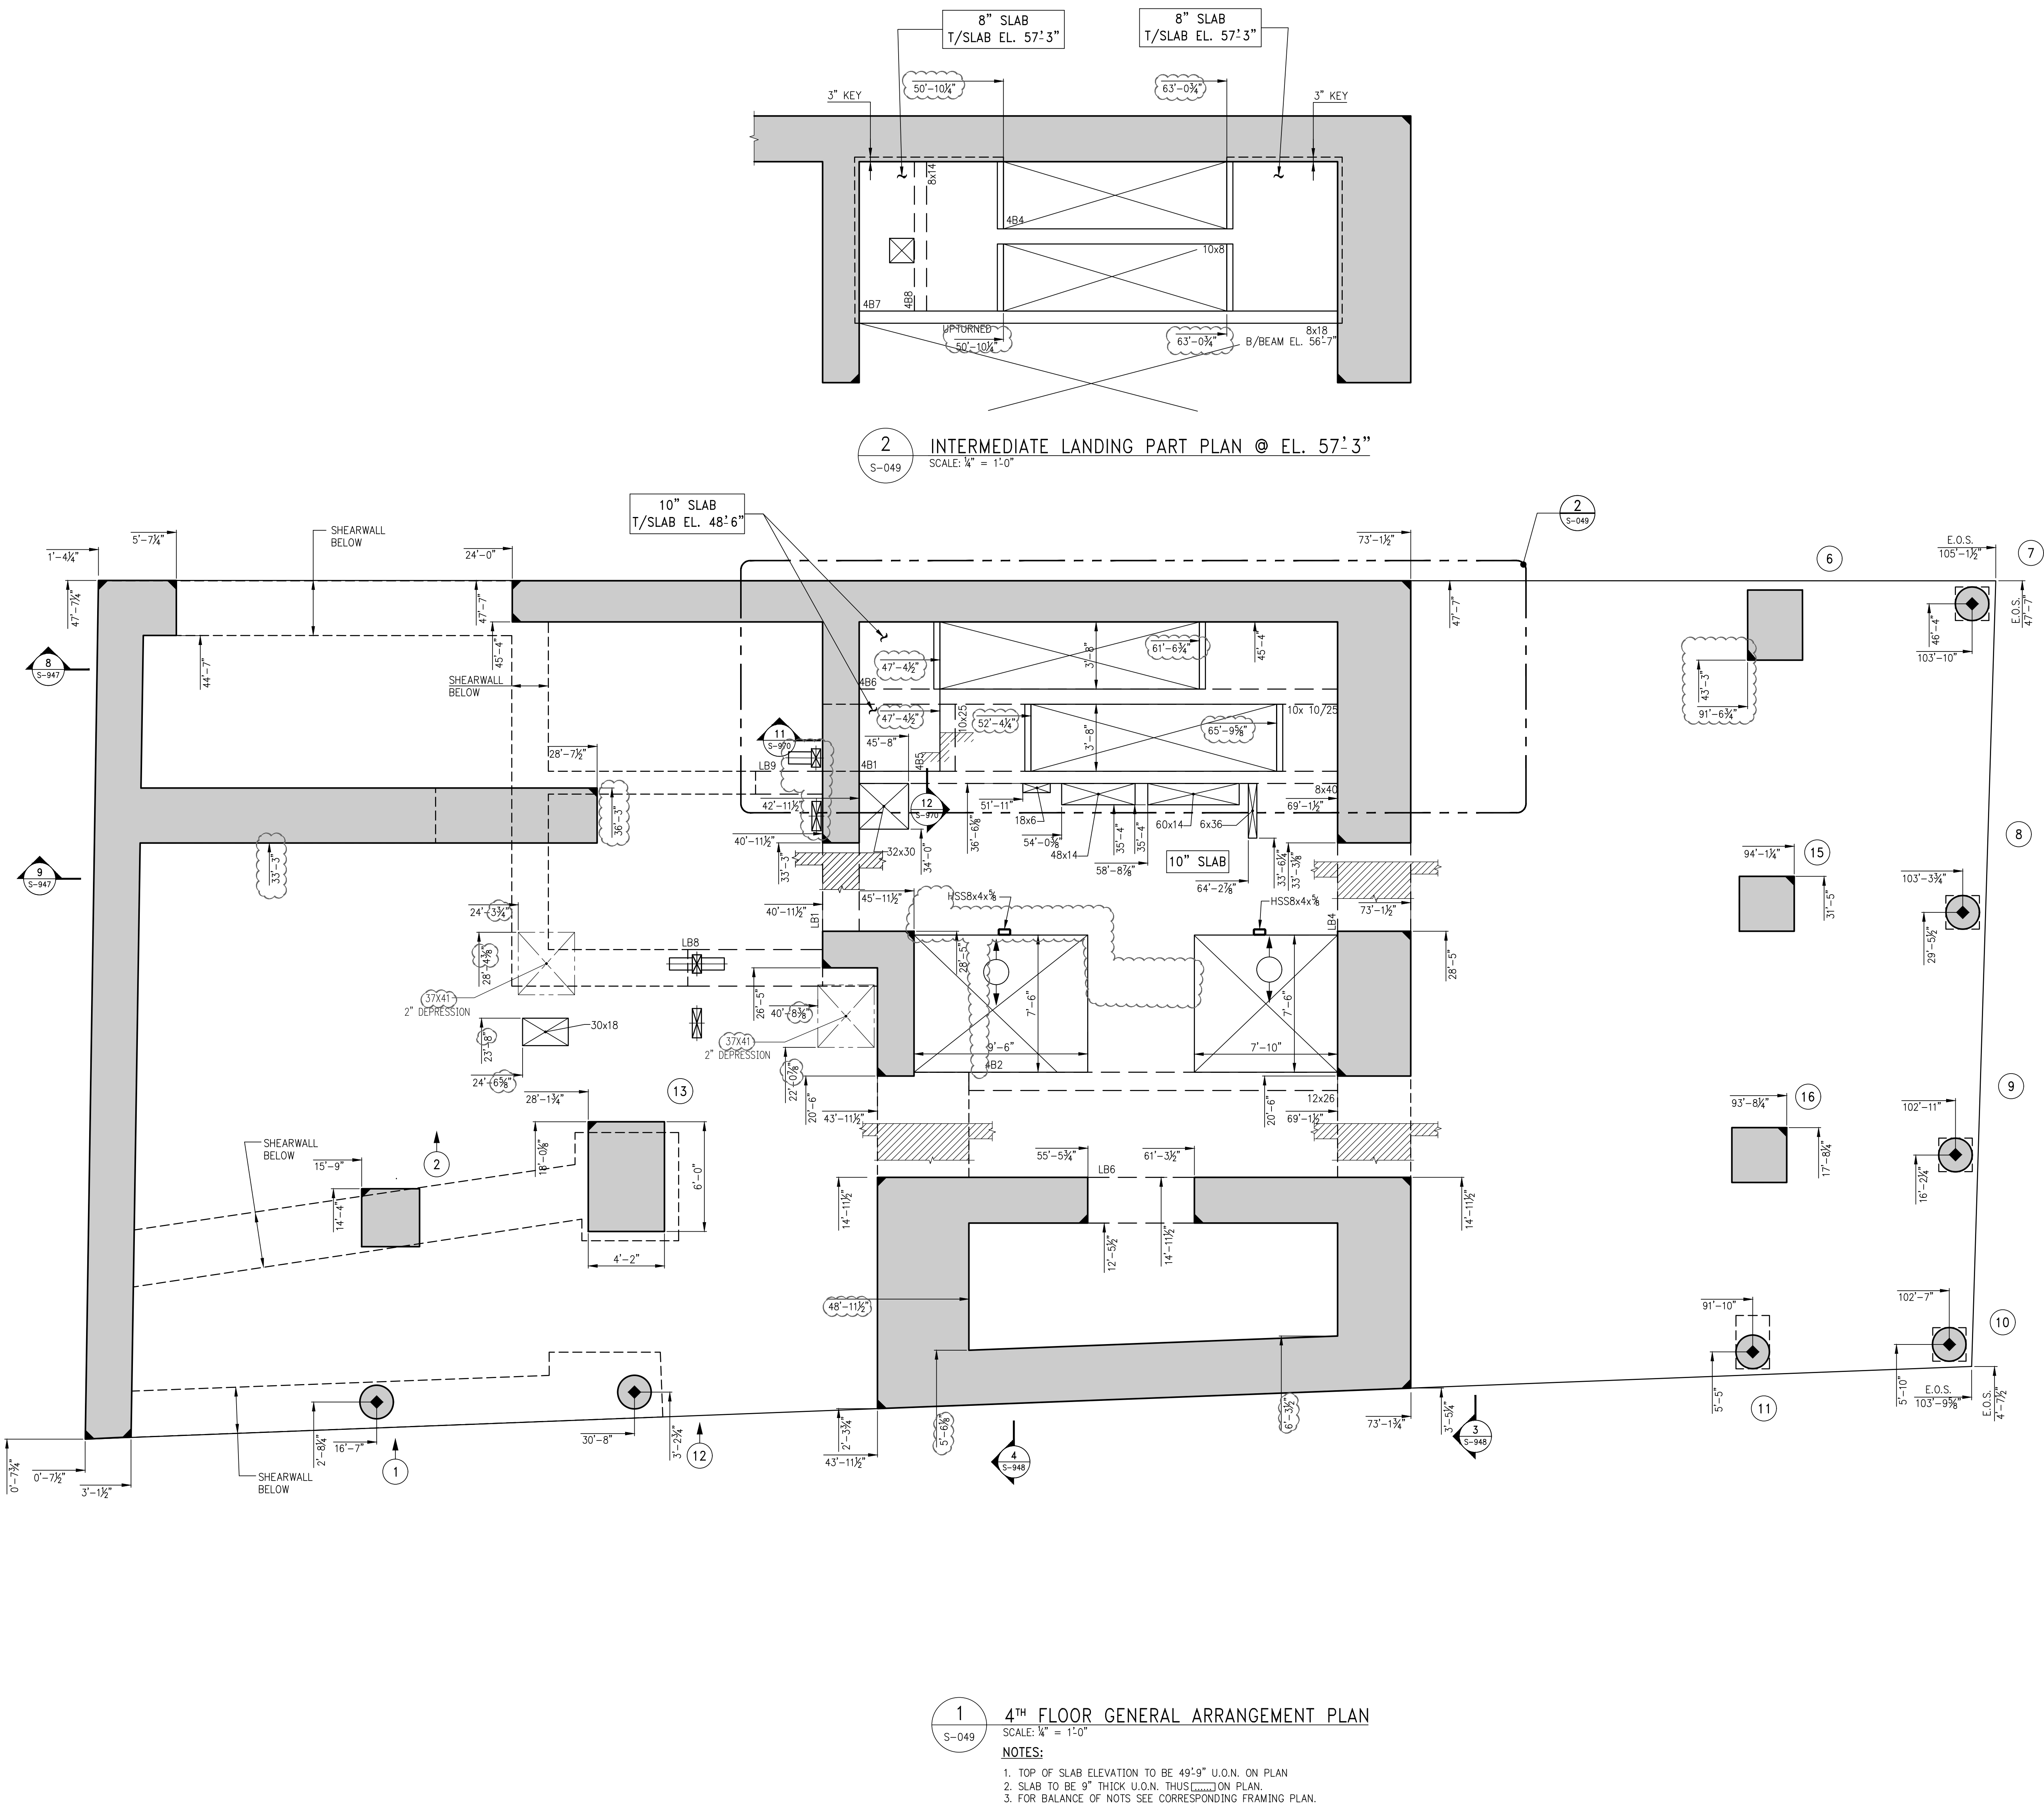 8” SLAB
T/SLAB EL. 57'-3”
8” SLAB
T/SLAB EL. 57'-3”
50'-10¼”
63'-0¾”
3” KEY
3” KEY
8x14
4B4
10x8
4B7
4B8
UPTURNED
50'-10¼”
63'-0¾”
8x18
B/BEAM EL. 56'-7”
2
S-049
INTERMEDIATE LANDING PART PLAN @ EL. 57'-3”
SCALE: ¼” = 1'-0”
10” SLAB
T/SLAB EL. 48'-6”
2
S-049
1'-4¼”
5'-7¼”
SHEARWALL
BELOW
24'-0”
73'-1½”
E.O.S.
105'-1½”
6
7
47'-7¼”
47'-7”
47'-7”
E.O.S.
47'-7”
44'-7”
45'-4”
45'-4”
46'-4”
103'-10”
8
S-947
SHEARWALL
BELOW
47'-4½”
3'-8”
61'-6¾”
4B6
43'-3”
91'-6¾”
47'-4½”
10x25
52'-4¼”
3'-8”
65'-9⅝”
10x 10/25
11
S-970
45'-8”
28'-7½”
LB9
4B1
4B5
42'-11½”
12
S-970
51'-11”
18x6
8x40
69'-1½”
36'-3”
40'-11½”
36'-6⅛”
54'-0⅜”
48x14
35'-4”
35'-4”
60x14
6x36
58'-8⅞”
8
9
S-947
33'-3”
33'-3”
32x30
34'-0”
10” SLAB
33'-6¼”
33'-3⅛”
64'-2⅞”
94'-1¼”
15
31'-5”
103'-3¾”
29'-5½”
45'-11½”
HSS8x4x⅝
HSS8x4x⅝
73'-1½”
24'-3¾”
40'-11½”
LB1
LB4
28'-4⅜”
LB8
28'-5”
28'-5”
37X41
2” DEPRESSION
26'-5”
40'-8⅜”
7'-6”
7'-6”
30x18
23'-8”
37X41
2” DEPRESSION
9'-6”
7'-10”
4B2
24'-6⅝”
22'-0⅞”
28'-1¾”
13
20'-6”
43'-11½”
20'-6”
12x26
69'-1½”
93'-8¼”
16
17'-8¼”
102'-11”
9
16'-2¼”
SHEARWALL
BELOW
15'-9”
2
18'-0⅛”
6'-0”
14'-4”
4'-2”
55'-5¾”
61'-3½”
LB6
14'-11½”
12'-5½”
14'-11½”
14'-11½”
48'-11½”
91'-10”
102'-7”
10
5'-5”
11
5'-10”
E.O.S.
103'-9⅝”
E.O.S.
4'-7½”
0'-7¾”
0'-7½”
3'-1½”
SHEARWALL
BELOW
2'-8¼”
16'-7”
1
30'-8”
3'-2¾”
12
2'-3¾”
43'-11½”
5'-6⅛”
4
S-948
6'-3½”
73'-1¾”
3'-5¼”
3
S-948
1
S-049
4TH FLOOR GENERAL ARRANGEMENT PLAN
SCALE: ¼” = 1'-0”
NOTES:
1. TOP OF SLAB ELEVATION TO BE 49'-9” U.O.N. ON PLAN
2. SLAB TO BE 9” THICK U.O.N. THUS [......] ON PLAN.
3. FOR BALANCE OF NOTS SEE CORRESPONDING FRAMING PLAN.